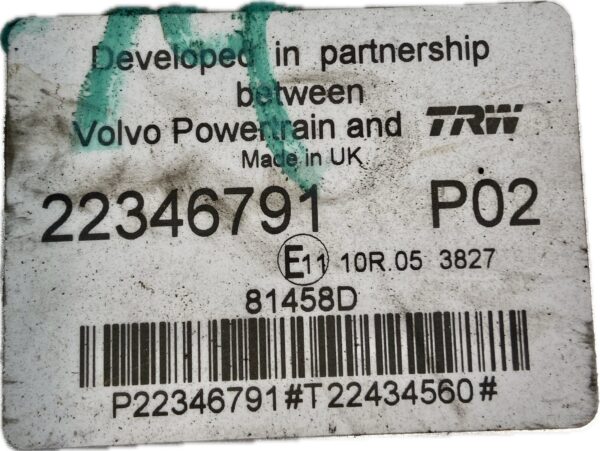 Developed in partnership
between
Volvo Powertrain and TRW
Made in UK
22346791 P02
E11 10R.05 3827
81458D
P22346791#T22434560#